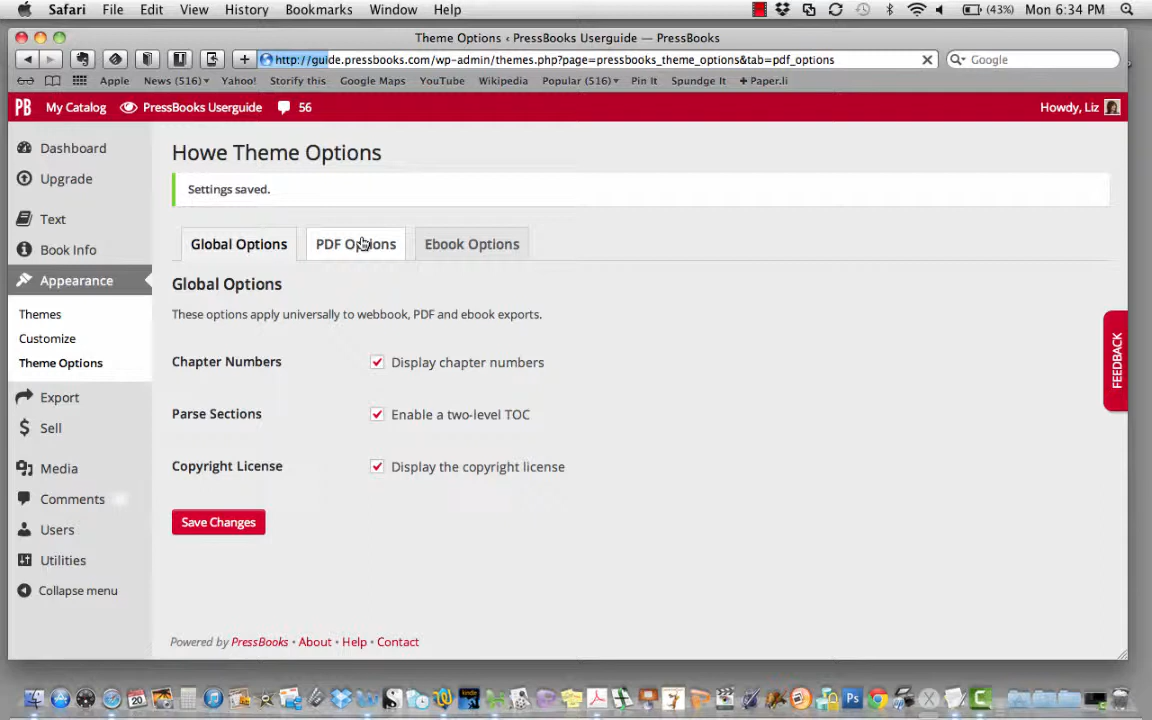 Safari File Edit View History Bookmarks Window Help (43%) Mon 6:34 PM
Theme Options ‹ PressBooks Userguide — PressBooks
http://guide.pressbooks.com/wp-admin/themes.php?page=pressbooks_theme_options&tab=pdf_options Google
Apple News (516) Yahoo! Storify this Google Maps YouTube Wikipedia Popular (516) Pin It Spundge It + Paper.li
PB My Catalog PressBooks Userguide 56 Howdy, Liz
Dashboard
Upgrade
Text
Book Info
Appearance
Themes
Customize
Theme Options
Export
Sell
Media
Comments
Users
Utilities
Collapse menu
Howe Theme Options
Settings saved.
Global Options PDF Options Ebook Options
Global Options
These options apply universally to webbook, PDF and ebook exports.
Chapter Numbers Display chapter numbers
Parse Sections Enable a two-level TOC
Copyright License Display the copyright license
Save Changes
Powered by PressBooks • About • Help • Contact
FEEDBACK